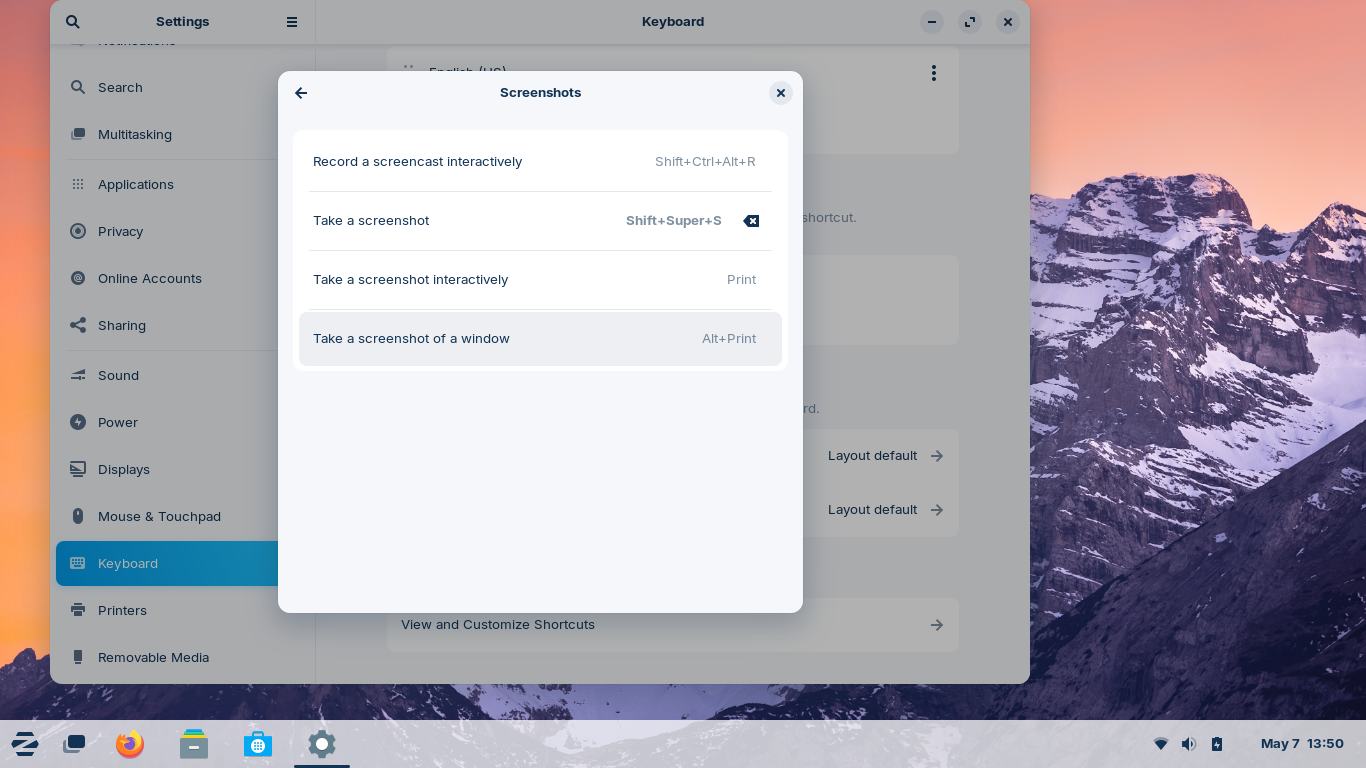 Settings
Keyboard
Notifications
Search
Multitasking
Applications
Privacy
Online Accounts
Sharing
Sound
Power
Displays
Mouse & Touchpad
Keyboard
Printers
Removable Media
English (US)
Screenshots
Record a screencast interactively Shift+Ctrl+Alt+R
Take a screenshot Shift+Super+S
Take a screenshot interactively Print
Take a screenshot of a window Alt+Print
shortcut.
Layout default
Layout default
View and Customize Shortcuts
May 7 13:50